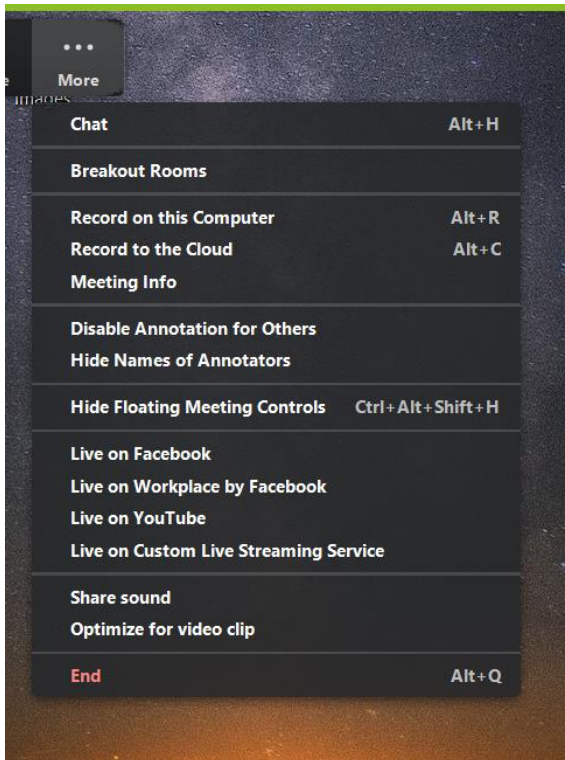 More
Images
Chat Alt+H
Breakout Rooms
Record on this Computer Alt+R
Record to the Cloud Alt+C
Meeting Info
Disable Annotation for Others
Hide Names of Annotators
Hide Floating Meeting Controls Ctrl+Alt+Shift+H
Live on Facebook
Live on Workplace by Facebook
Live on YouTube
Live on Custom Live Streaming Service
Share sound
Optimize for video clip
End Alt+Q